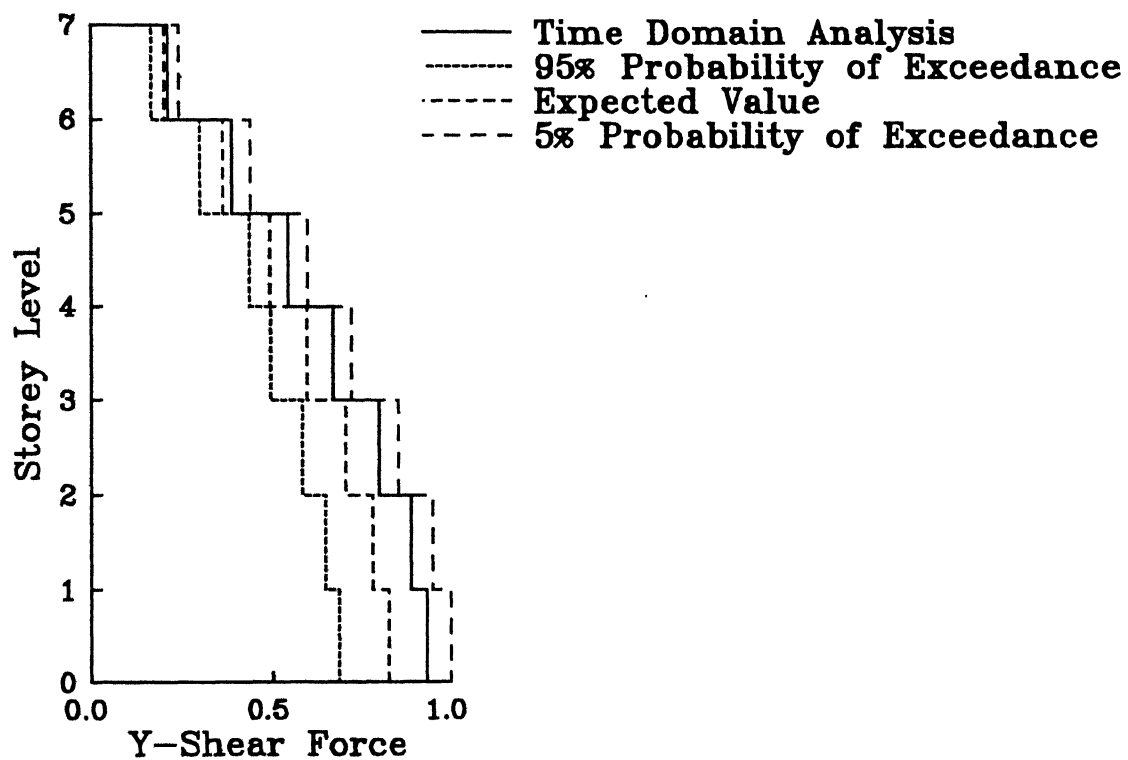 Time Domain Analysis
95% Probability of Exceedance
Expected Value
5% Probability of Exceedance
7
6
5
4
3
2
1
0
Storey Level
0.0 0.5 1.0
Y-Shear Force